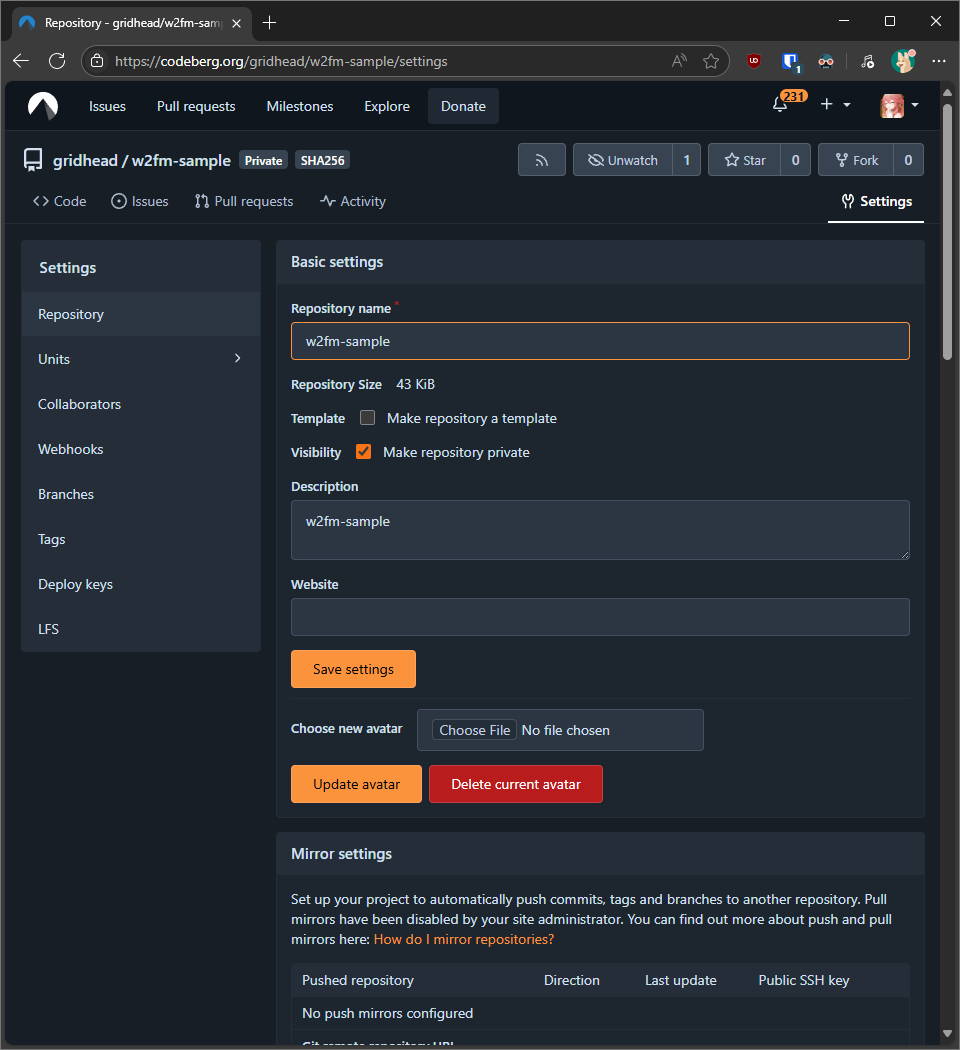 Repository - gridhead/w2fm-sam
https://codeberg.org/gridhead/w2fm-sample/settings
UD
1
Issues Pull requests Milestones Explore Donate 231
gridhead / w2fm-sample Private SHA256 Unwatch 1 Star 0 Fork 0
Code Issues Pull requests Activity Settings
Settings
Repository
Units
Collaborators
Webhooks
Branches
Tags
Deploy keys
LFS
Basic settings
Repository name *
w2fm-sample
Repository Size 43 KiB
Template Make repository a template
Visibility Make repository private
Description
w2fm-sample
Website
Save settings
Choose new avatar Choose File No file chosen
Update avatar Delete current avatar
Mirror settings
Set up your project to automatically push commits, tags and branches to another repository. Pull
mirrors have been disabled by your site administrator. You can find out more about push and pull
mirrors here: How do I mirror repositories?
Pushed repository Direction Last update Public SSH key
No push mirrors configured
Git remote repository URL